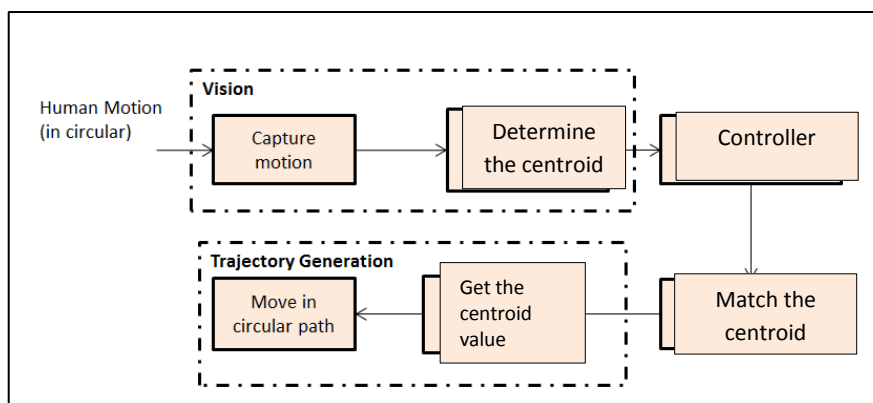 Vision
Human Motion
(in circular)
Capture
motion
Determine
the centroid
Controller
Trajectory Generation
Move in
circular path
Get the
centroid
value
Match the
centroid